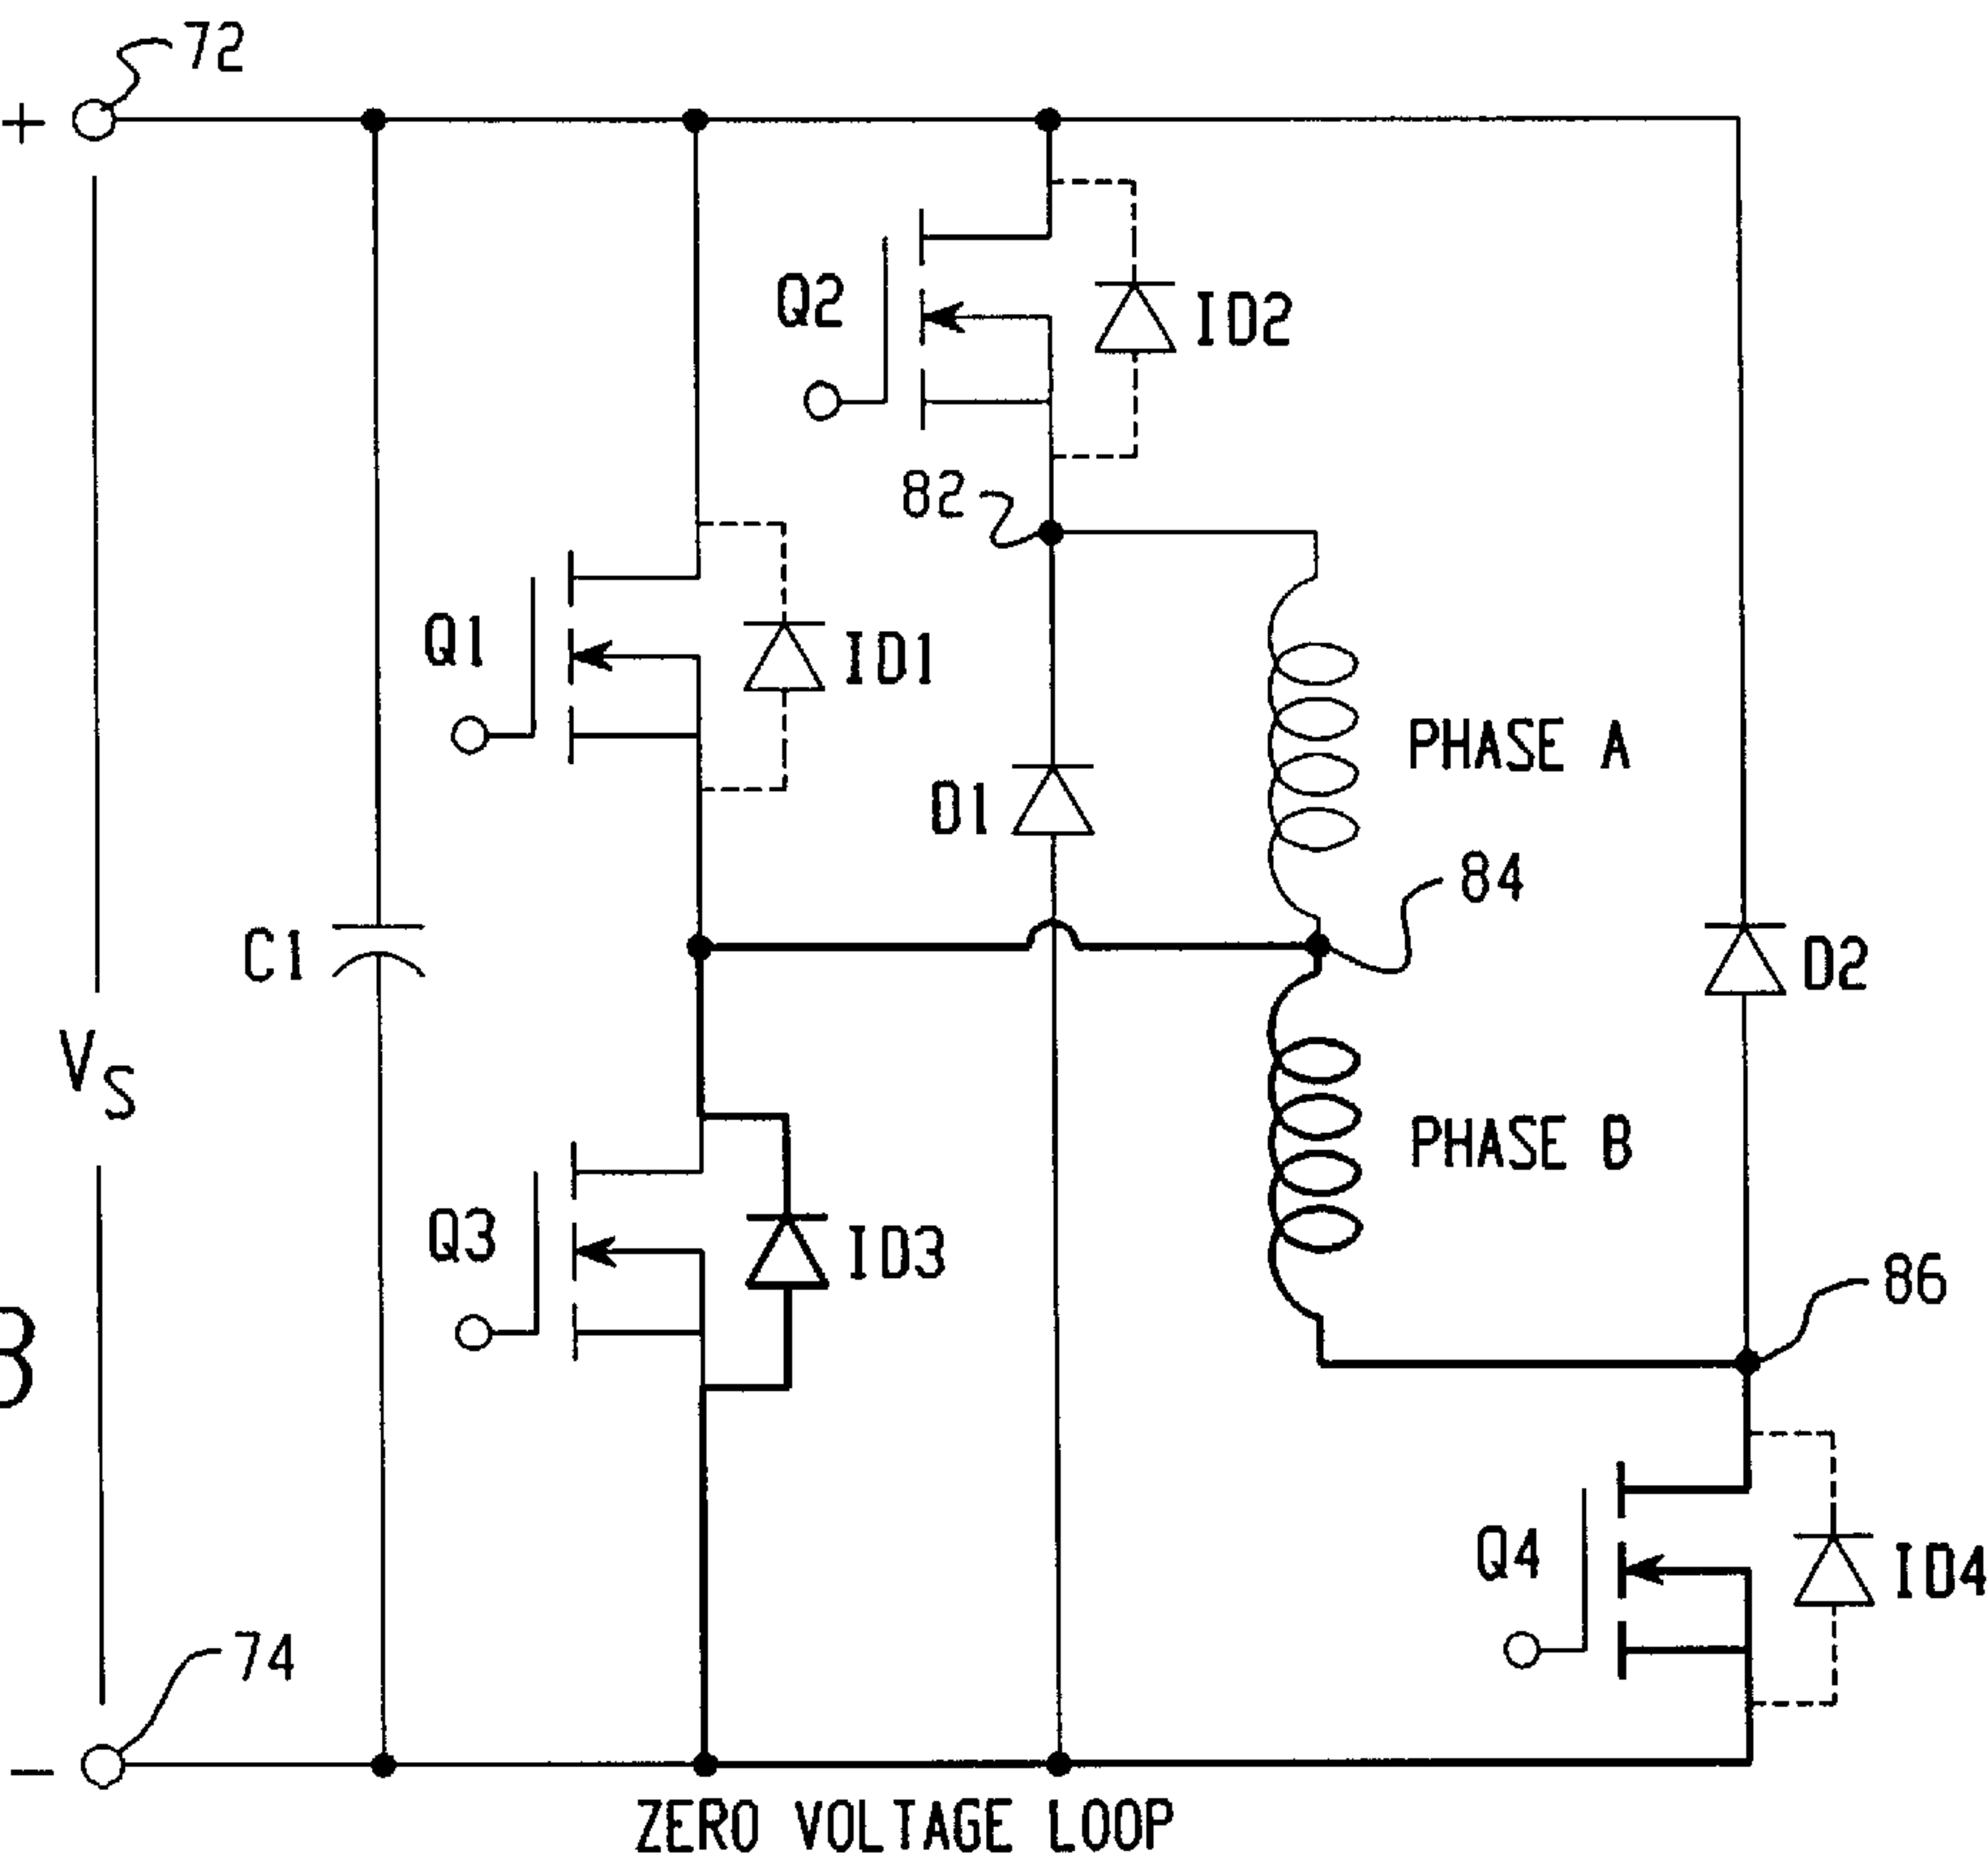 72
+
Q2
ID2
82
Q1
ID1
PHASE A
D1
84
C1
D2
VS
PHASE B
Q3
ID3
86
Q4
ID4
74
-
ZERO VOLTAGE LOOP